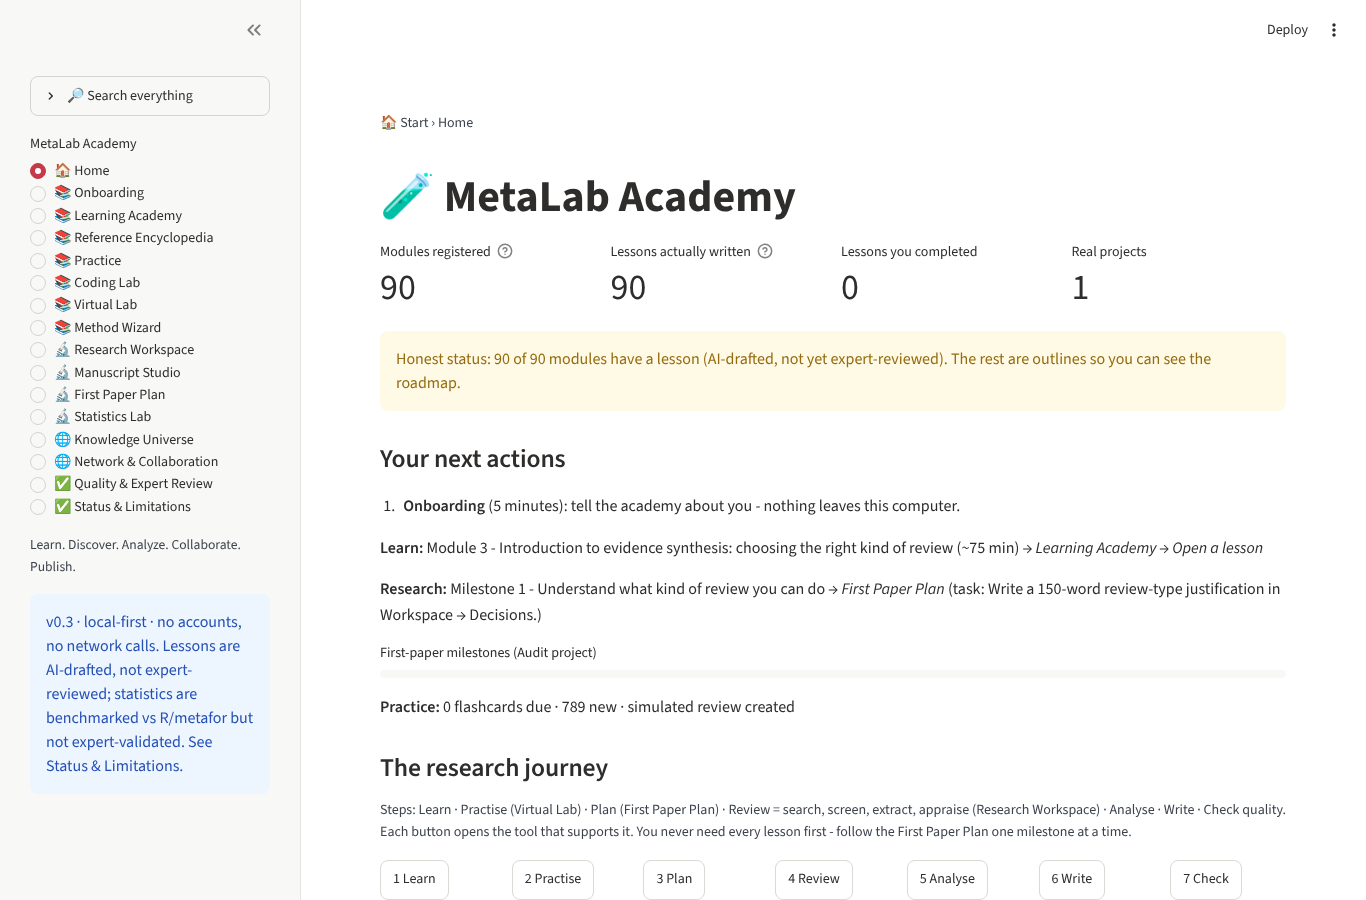 Deploy
Search everything
MetaLab Academy
Home
Onboarding
Learning Academy
Reference Encyclopedia
Practice
Coding Lab
Virtual Lab
Method Wizard
Research Workspace
Manuscript Studio
First Paper Plan
Statistics Lab
Knowledge Universe
Network & Collaboration
Quality & Expert Review
Status & Limitations
Learn. Discover. Analyze. Collaborate.
Publish.
v0.3 · local-first · no accounts,
no network calls. Lessons are
AI-drafted, not expert-
reviewed; statistics are
benchmarked vs R/metafor but
not expert-validated. See
Status & Limitations.
Start › Home
MetaLab Academy
Modules registered
90
Lessons actually written
90
Lessons you completed
0
Real projects
1
Honest status: 90 of 90 modules have a lesson (AI-drafted, not yet expert-reviewed). The rest are outlines so you can see the
roadmap.
Your next actions
1. Onboarding (5 minutes): tell the academy about you - nothing leaves this computer.
Learn: Module 3 - Introduction to evidence synthesis: choosing the right kind of review (~75 min) → Learning Academy → Open a lesson
Research: Milestone 1 - Understand what kind of review you can do → First Paper Plan (task: Write a 150-word review-type justification in
Workspace → Decisions.)
First-paper milestones (Audit project)
Practice: 0 flashcards due · 789 new · simulated review created
The research journey
Steps: Learn · Practise (Virtual Lab) · Plan (First Paper Plan) · Review = search, screen, extract, appraise (Research Workspace) · Analyse · Write · Check quality.
Each button opens the tool that supports it. You never need every lesson first - follow the First Paper Plan one milestone at a time.
1 Learn
2 Practise
3 Plan
4 Review
5 Analyse
6 Write
7 Check